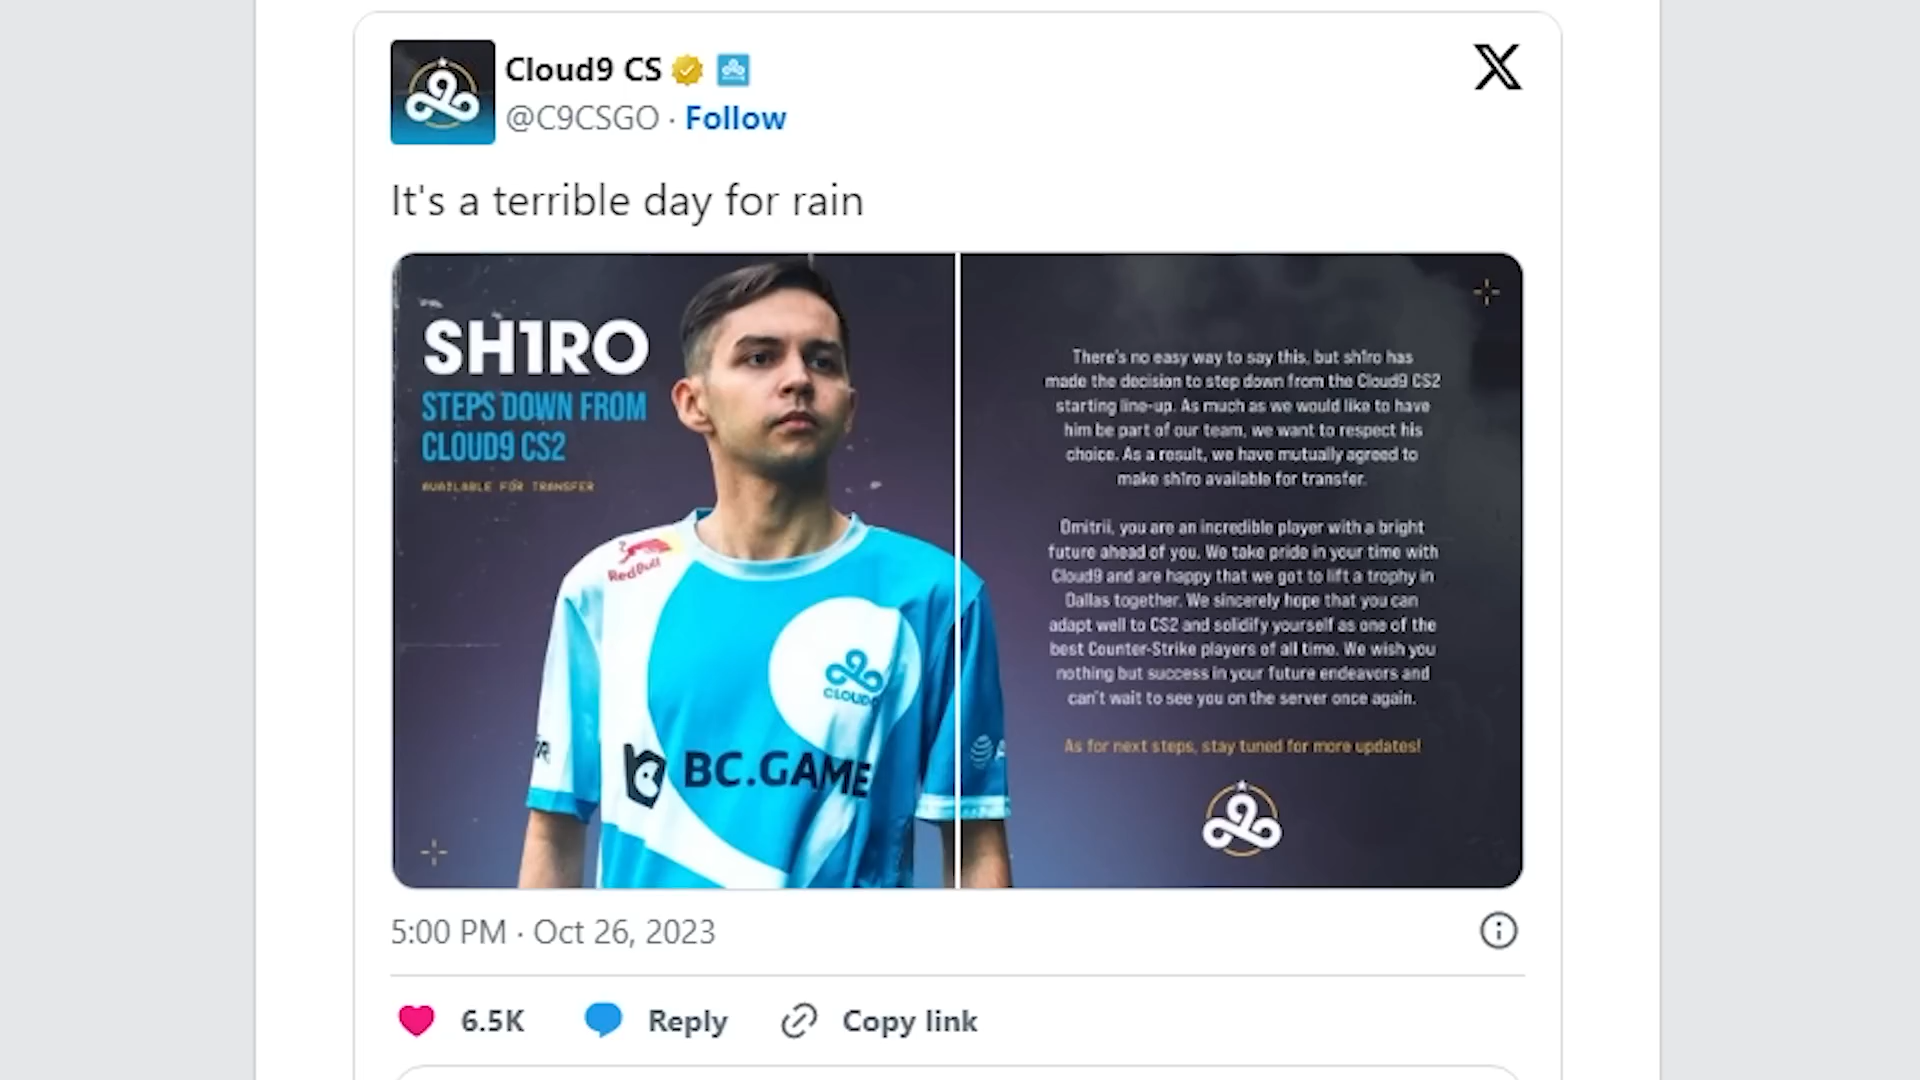 Cloud9 CS
@C9CSGO · Follow
It's a terrible day for rain
SH1RO
STEPS DOWN FROM
CLOUD9 CS2
AVAILABLE FOR TRANSFER
Red Bull
CLOUD9
BC.GAME
There's no easy way to say this, but sh1ro has
made the decision to step down from the Cloud9 CS2
starting line-up. As much as we would like to have
him be part of our team, we want to respect his
choice. As a result, we have mutually agreed to
make sh1ro available for transfer.
Dmitrii, you are an incredible player with a bright
future ahead of you. We take pride in your time with
Cloud9 and are happy that we got to lift a trophy in
Dallas together. We sincerely hope that you can
adapt well to CS2 and solidify yourself as one of the
best Counter-Strike players of all time. We wish you
nothing but success in your future endeavors and
can't wait to see you on the server once again.
As for next steps, stay tuned for more updates!
5:00 PM · Oct 26, 2023
6.5K
Reply
Copy link